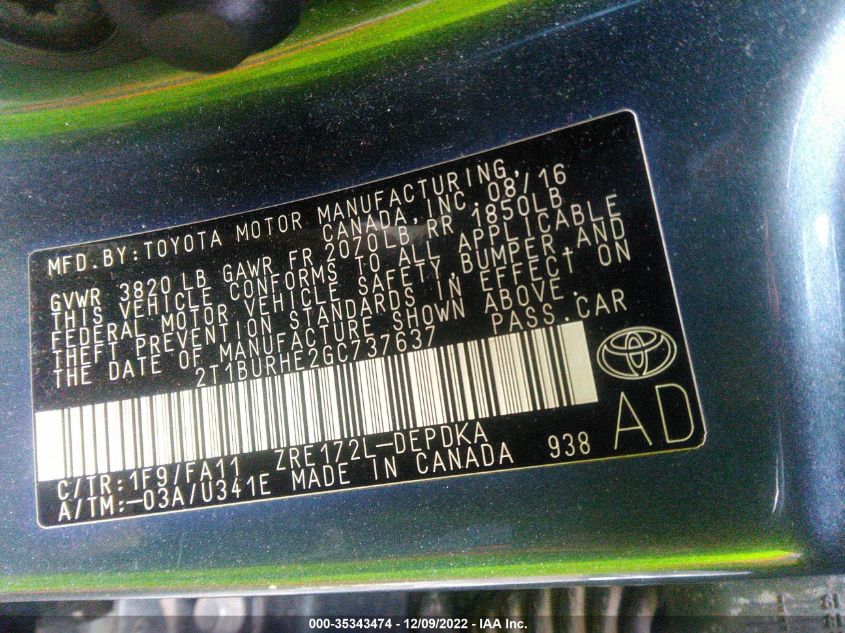 MFD.BY:TOYOTA MOTOR MANUFACTURING,
CANADA, INC. 08/16
GVWR 3820 LB GAWR FR 2070LB RR 1850LB
THIS VEHICLE CONFORMS TO ALL APPLICABLE
FEDERAL MOTOR VEHICLE SAFETY,BUMPER,AND
THEFT PREVENTION STANDARDS IN EFFECT ON
THE DATE OF MANUFACTURE SHOWN ABOVE.
2T1BURHE2GC737637 PASS.CAR
C/TR:1F9/FA11 ZRE172L-DEPDKA
A/TM:-03A/U341E MADE IN CANADA 938
AD
000-35343474 - 12/09/2022 - IAA Inc.